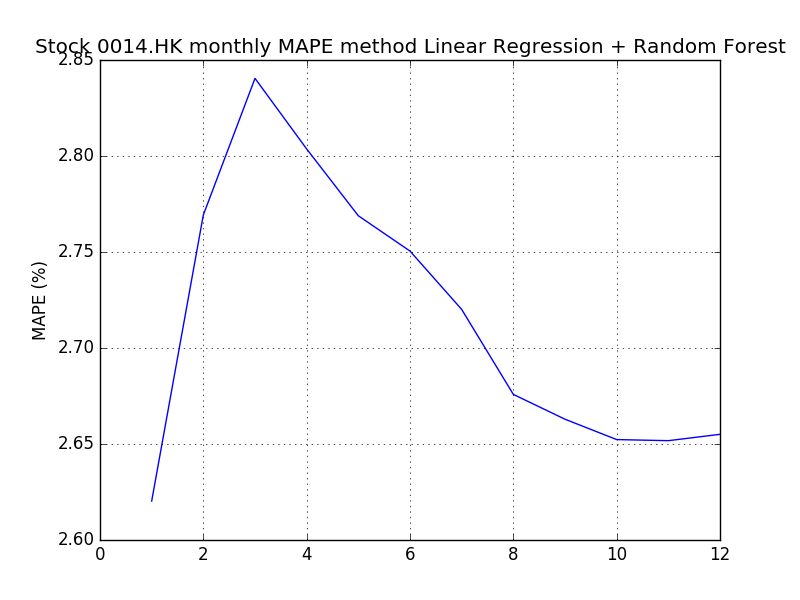 Stock 0014.HK monthly MAPE method Linear Regression + Random Forest
2.85
2.80
2.75
2.70
2.65
2.60
MAPE (%)
0 2 4 6 8 10 12